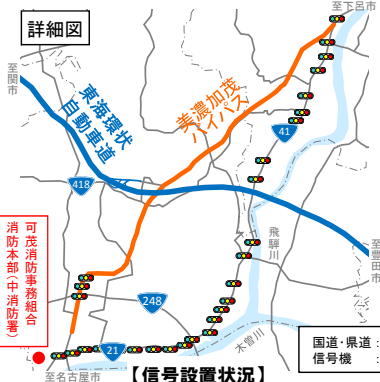 至下呂市
詳細図
至関市
東海環状
自動車道
美濃加茂
バイパス
41
418
可茂消防事務組合
消防本部(中消防署)
飛騨川
至豊田市
248
21
木曽川
国道・県道:
信号機 :
至名古屋市
【信号設置状況】